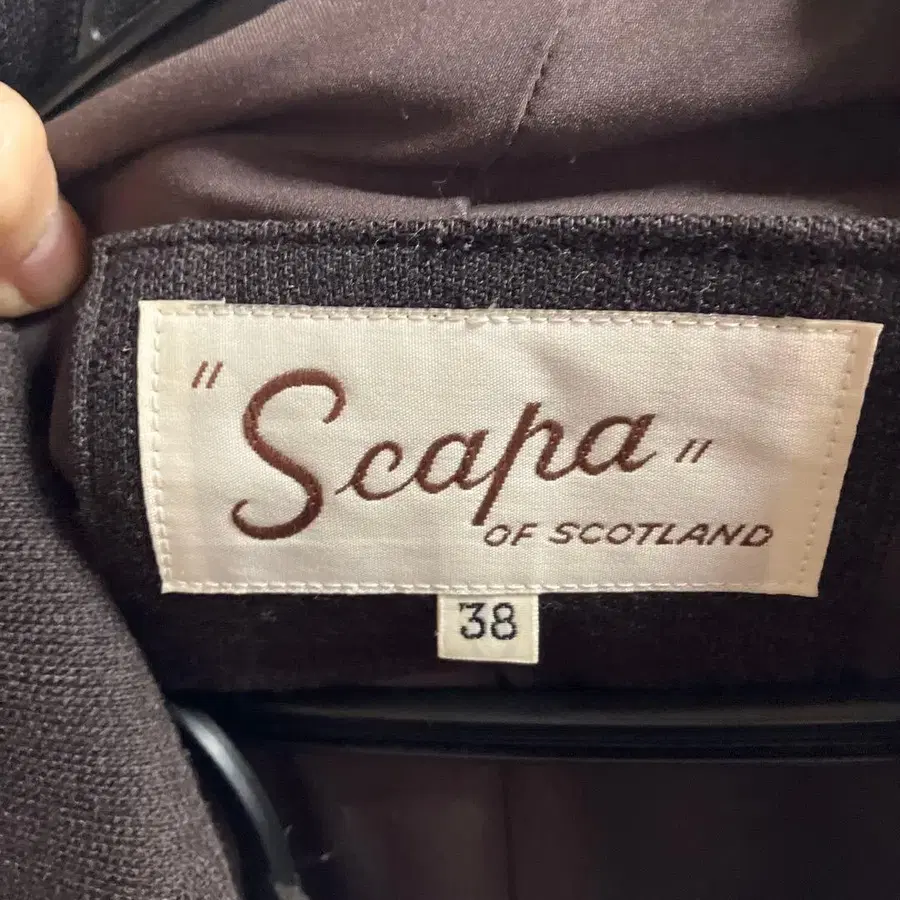 "Scapa"
OF SCOTLAND
38